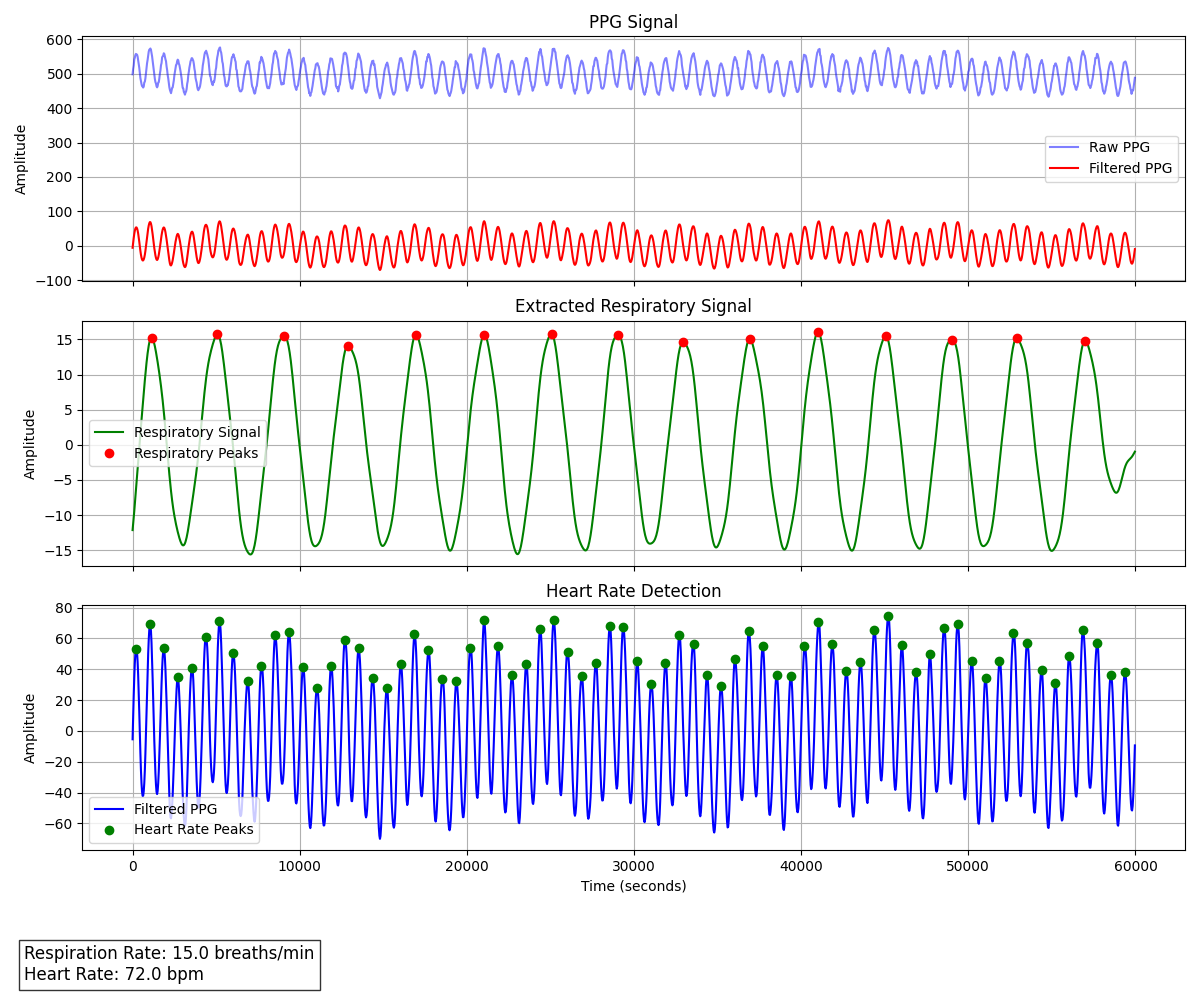 PPG Signal
600
500
400
300
200
100
0
−100
Amplitude
Raw PPG
Filtered PPG
Extracted Respiratory Signal
15
10
5
0
−5
−10
−15
Amplitude
Respiratory Signal
Respiratory Peaks
Heart Rate Detection
80
60
40
20
0
−20
−40
−60
Amplitude
Filtered PPG
Heart Rate Peaks
0 10000 20000 30000 40000 50000 60000
Time (seconds)
Respiration Rate: 15.0 breaths/min
Heart Rate: 72.0 bpm